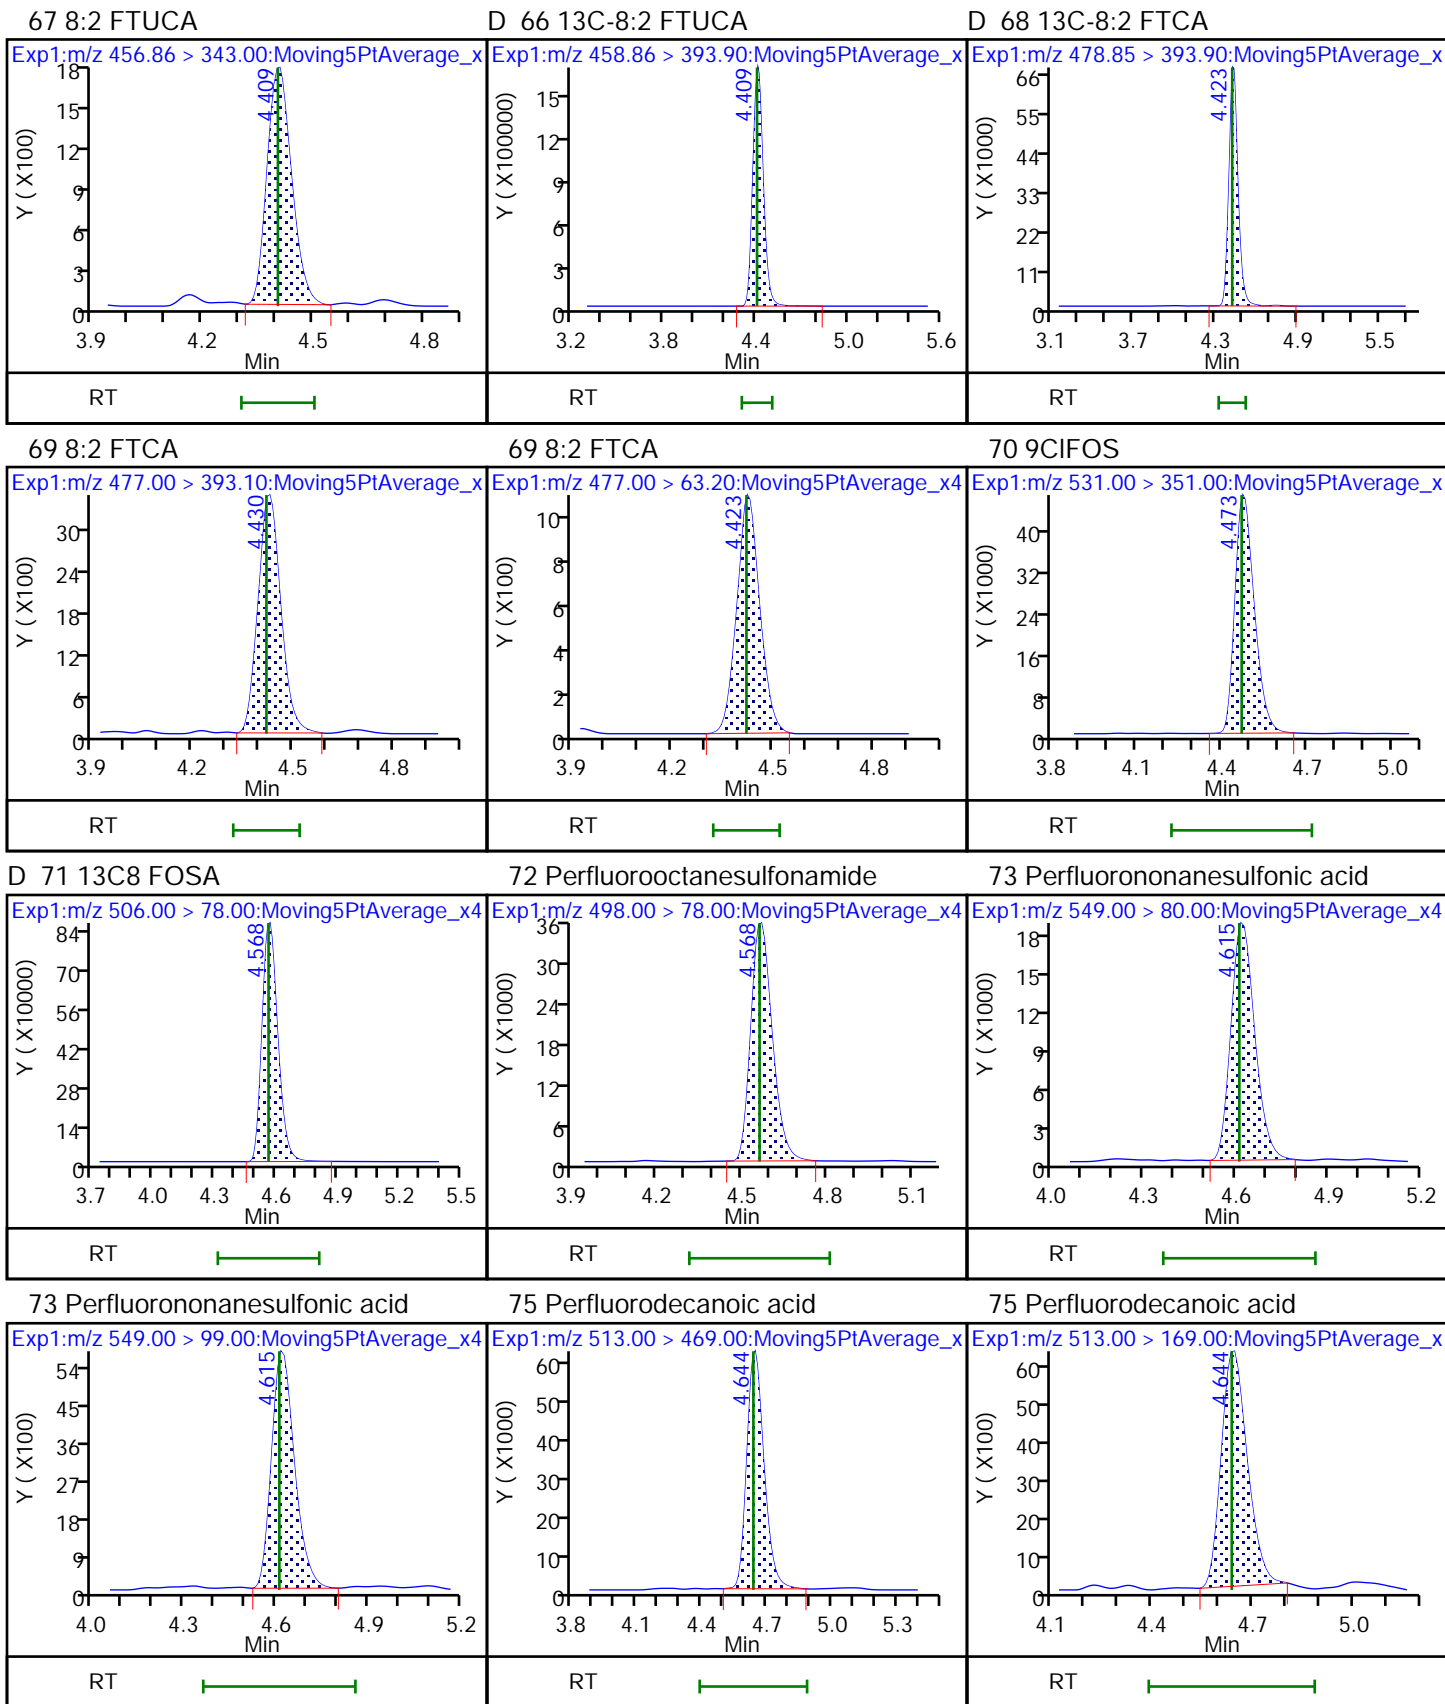 67 8:2 FTUCA
Exp1:m/z 456.86 > 343.00:Moving5PtAverage_x
Y ( X100)
18
15
12
9
6
3
0
4.409
3.9 4.2 4.5 4.8
Min
RT
D 66 13C-8:2 FTUCA
Exp1:m/z 458.86 > 393.90:Moving5PtAverage_x
Y ( X100000)
15
12
9
6
3
0
4.409
3.2 3.8 4.4 5.0 5.6
Min
RT
D 68 13C-8:2 FTCA
Exp1:m/z 478.85 > 393.90:Moving5PtAverage_x
Y ( X1000)
66
55
44
33
22
11
0
4.423
3.1 3.7 4.3 4.9 5.5
Min
RT
69 8:2 FTCA
Exp1:m/z 477.00 > 393.10:Moving5PtAverage_x
Y ( X100)
30
24
18
12
6
0
4.430
3.9 4.2 4.5 4.8
Min
RT
69 8:2 FTCA
Exp1:m/z 477.00 > 63.20:Moving5PtAverage_x4
Y ( X100)
10
8
6
4
2
0
4.423
3.9 4.2 4.5 4.8
Min
RT
70 9ClFOS
Exp1:m/z 531.00 > 351.00:Moving5PtAverage_x
Y ( X1000)
40
32
24
16
8
0
4.473
3.8 4.1 4.4 4.7 5.0
Min
RT
D 71 13C8 FOSA
Exp1:m/z 506.00 > 78.00:Moving5PtAverage_x4
Y ( X10000)
84
70
56
42
28
14
0
4.568
3.7 4.0 4.3 4.6 4.9 5.2 5.5
Min
RT
72 Perfluorooctanesulfonamide
Exp1:m/z 498.00 > 78.00:Moving5PtAverage_x4
Y ( X1000)
36
30
24
18
12
6
0
4.568
3.9 4.2 4.5 4.8 5.1
Min
RT
73 Perfluorononanesulfonic acid
Exp1:m/z 549.00 > 80.00:Moving5PtAverage_x4
Y ( X1000)
18
15
12
9
6
3
0
4.615
4.0 4.3 4.6 4.9 5.2
Min
RT
73 Perfluorononanesulfonic acid
Exp1:m/z 549.00 > 99.00:Moving5PtAverage_x4
Y ( X100)
54
45
36
27
18
9
0
4.615
4.0 4.3 4.6 4.9 5.2
Min
RT
75 Perfluorodecanoic acid
Exp1:m/z 513.00 > 469.00:Moving5PtAverage_x
Y ( X1000)
60
50
40
30
20
10
0
4.644
3.8 4.1 4.4 4.7 5.0 5.3
Min
RT
75 Perfluorodecanoic acid
Exp1:m/z 513.00 > 169.00:Moving5PtAverage_x
Y ( X100)
60
50
40
30
20
10
0
4.644
4.1 4.4 4.7 5.0
Min
RT